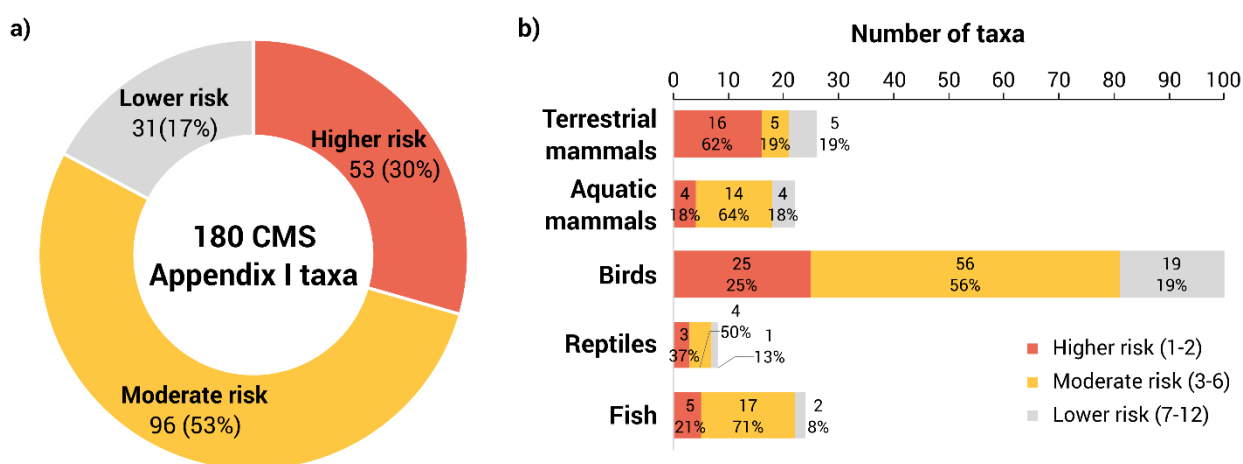 a)
Lower risk
31(17%)
Higher risk
53 (30%)
180 CMS
Appendix I taxa
Moderate risk
96 (53%)
b)
Number of taxa
0 10 20 30 40 50 60 70 80 90 100
Terrestrial
mammals
16 5 5
62% 19% 19%
Aquatic
mammals
4 14 4
18% 64% 18%
Birds
25 56 19
25% 56% 19%
Reptiles
3 4 1
37% 50% 13%
Fish
5 17 2
21% 71% 8%
Higher risk (1-2)
Moderate risk (3-6)
Lower risk (7-12)